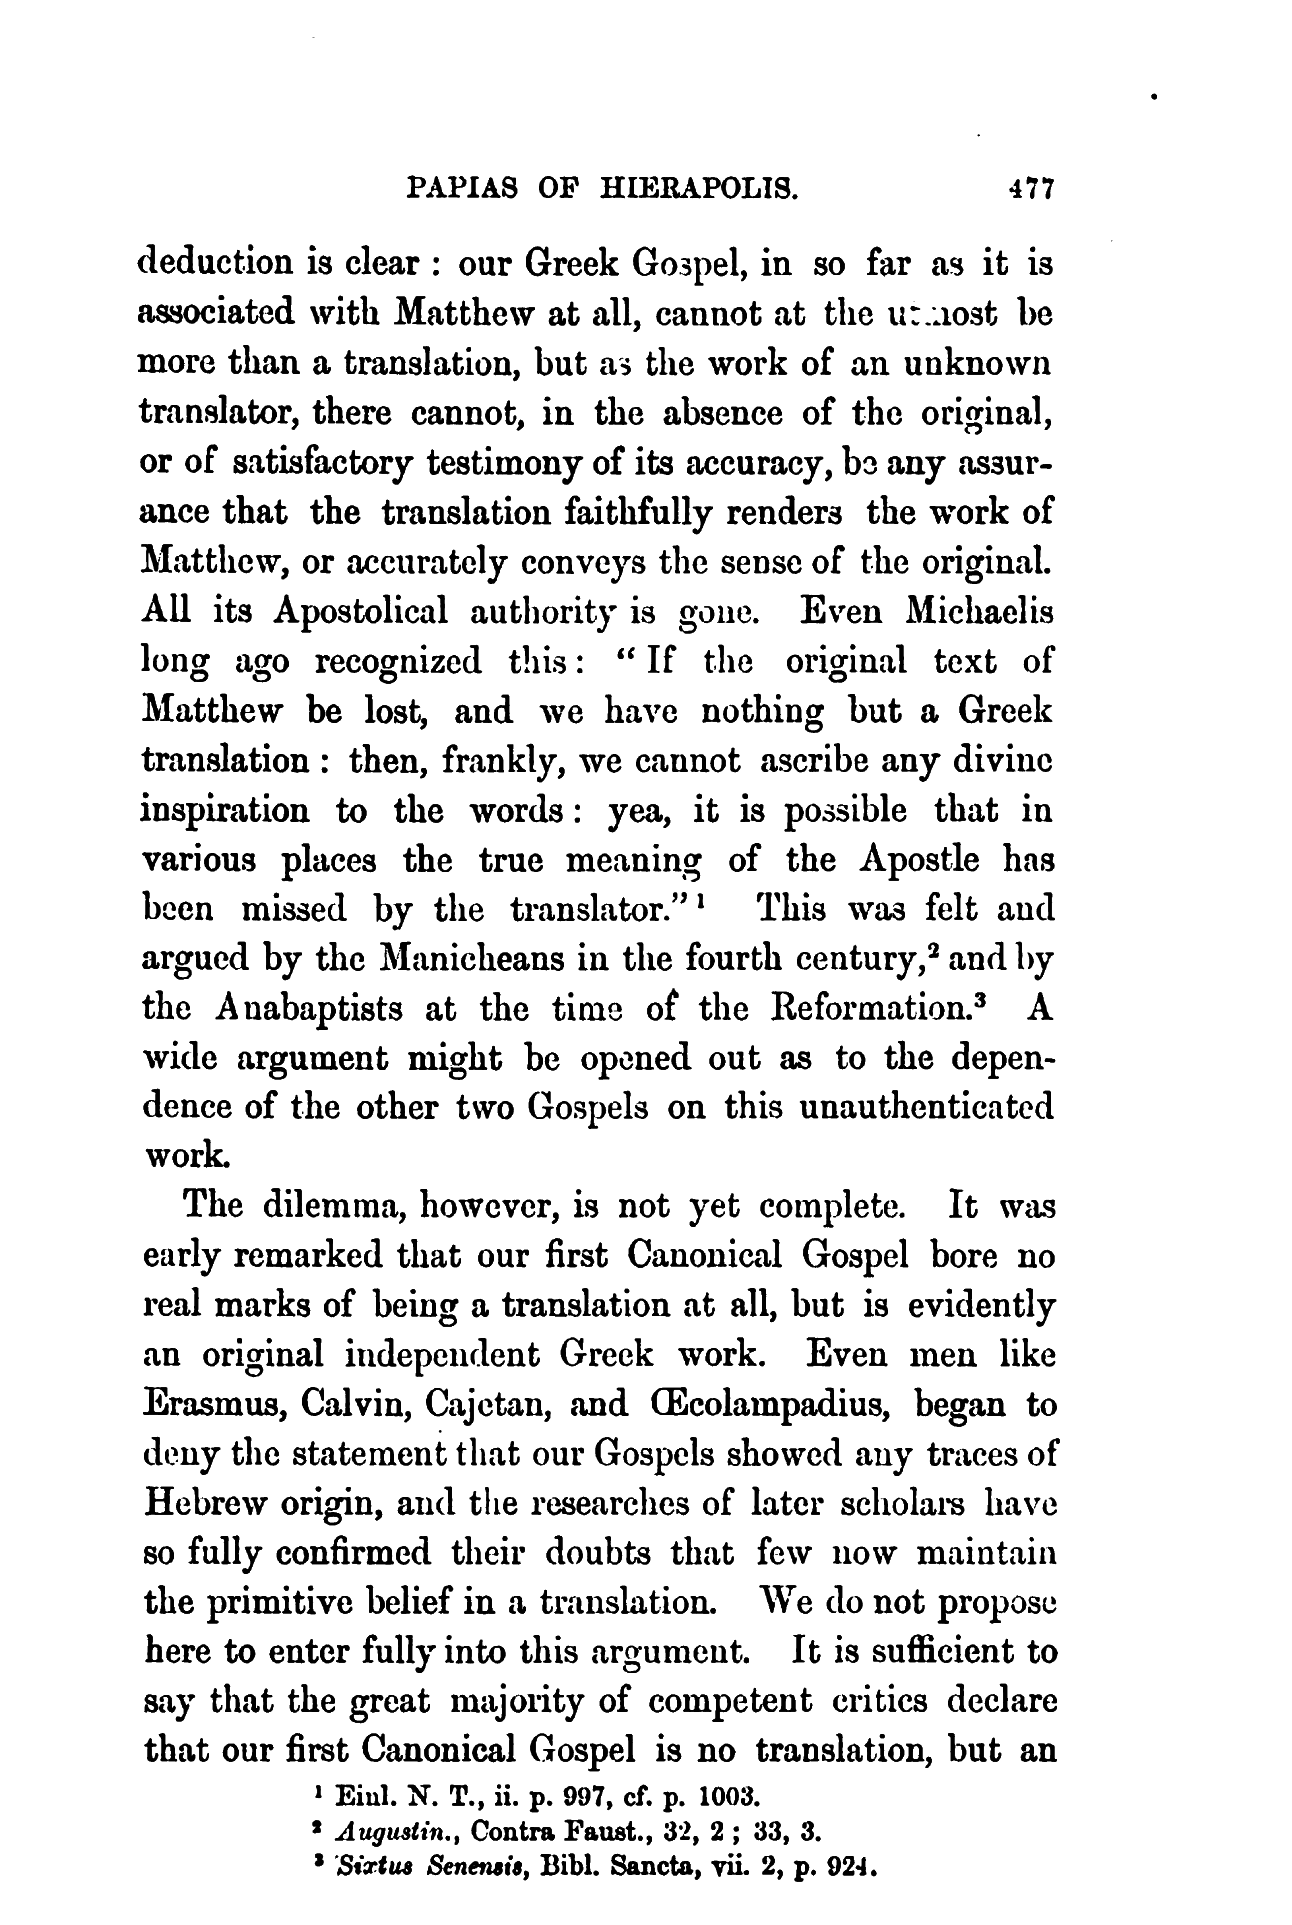 PAPIAS OF HIERAPOLIS. 477
deduction is clear : our Greek Gospel, in so far as it is
associated with Matthew at all, cannot at the utmost be
more than a translation, but as the work of an unknown
translator, there cannot, in the absence of the original,
or of satisfactory testimony of its accuracy, be any assur-
ance that the translation faithfully renders the work of
Matthew, or accurately conveys the sense of the original.
All its Apostolical authority is gone. Even Michaelis
long ago recognized this : “ If the original text of
Matthew be lost, and we have nothing but a Greek
translation : then, frankly, we cannot ascribe any divine
inspiration to the words : yea, it is possible that in
various places the true meaning of the Apostle has
been missed by the translator.” ¹ This was felt and
argued by the Manicheans in the fourth century,² and by
the Anabaptists at the time of the Reformation.³ A
wide argument might be opened out as to the depen-
dence of the other two Gospels on this unauthenticated
work.
The dilemma, however, is not yet complete. It was
early remarked that our first Canonical Gospel bore no
real marks of being a translation at all, but is evidently
an original independent Greek work. Even men like
Erasmus, Calvin, Cajetan, and Œcolampadius, began to
deny the statement that our Gospels showed any traces of
Hebrew origin, and the researches of later scholars have
so fully confirmed their doubts that few now maintain
the primitive belief in a translation. We do not propose
here to enter fully into this argument. It is sufficient to
say that the great majority of competent critics declare
that our first Canonical Gospel is no translation, but an
¹ Einl. N. T., ii. p. 997, cf. p. 1003.
² Augustin., Contra Faust., 32, 2 ; 33, 3.
³ Sixtus Senensis, Bibl. Sancta, vii. 2, p. 924.